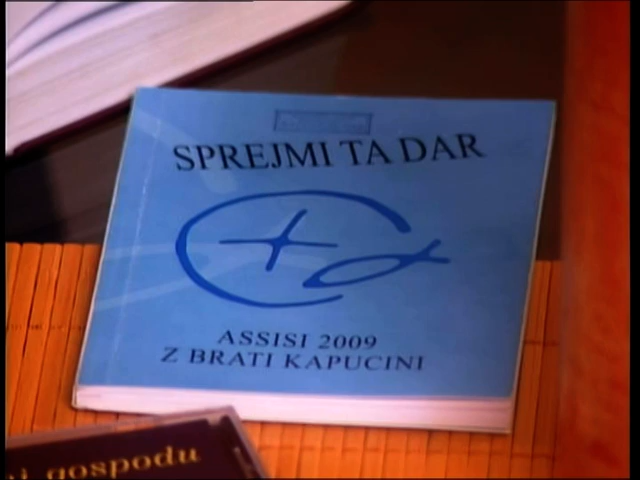 SPREJMI TA DAR
ASSISI 2009
Z BRATI KAPUCINI
gospodu